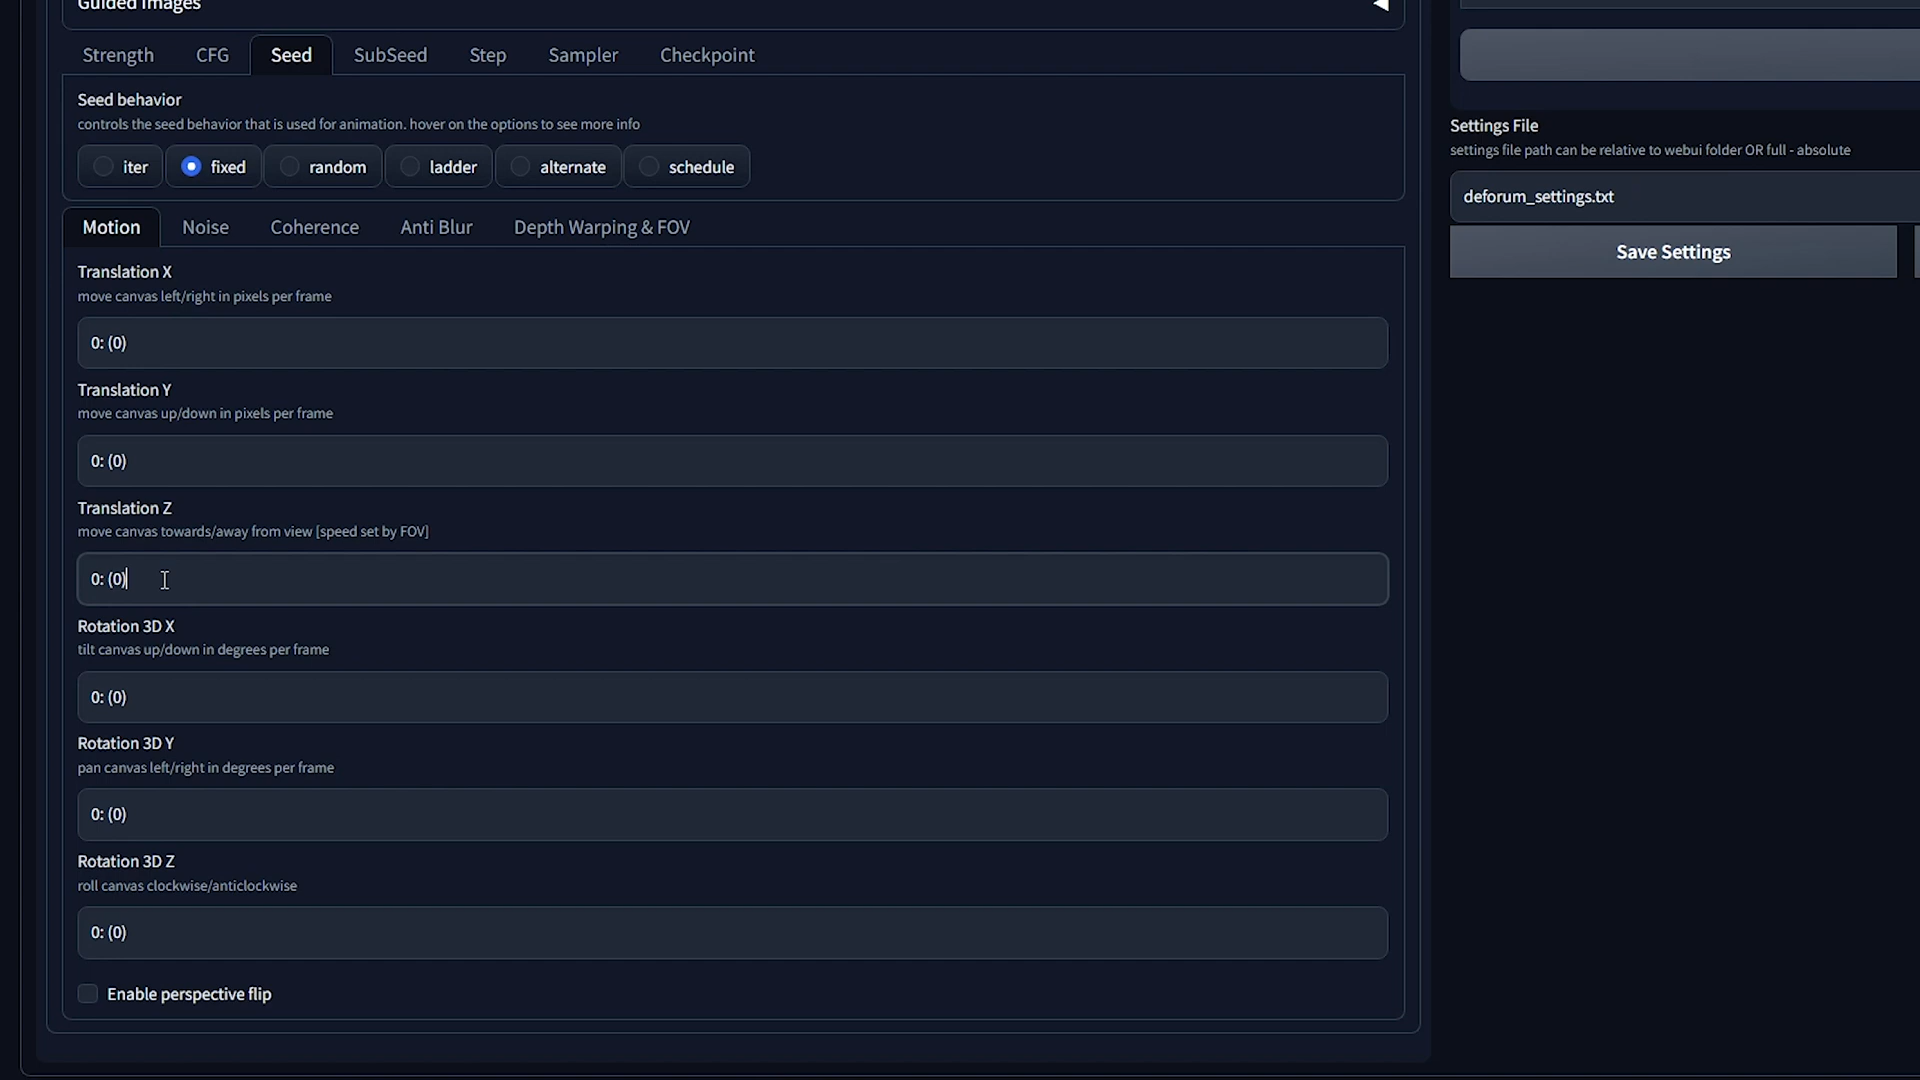 Guided Images
Strength CFG Seed SubSeed Step Sampler Checkpoint
Seed behavior
controls the seed behavior that is used for animation. hover on the options to see more info
iter fixed random ladder alternate schedule
Motion Noise Coherence Anti Blur Depth Warping & FOV
Translation X
move canvas left/right in pixels per frame
0: (0)
Translation Y
move canvas up/down in pixels per frame
0: (0)
Translation Z
move canvas towards/away from view [speed set by FOV]
0: (0)
Rotation 3D X
tilt canvas up/down in degrees per frame
0: (0)
Rotation 3D Y
pan canvas left/right in degrees per frame
0: (0)
Rotation 3D Z
roll canvas clockwise/anticlockwise
0: (0)
Enable perspective flip
Settings File
settings file path can be relative to webui folder OR full - absolute
deforum_settings.txt
Save Settings